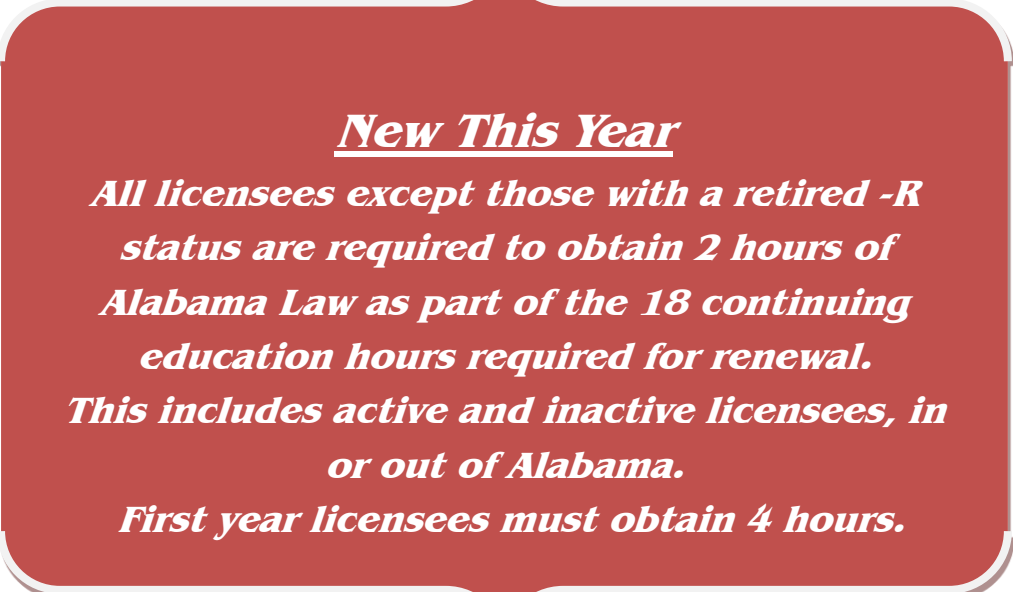 New This Year
All licensees except those with a retired -R
status are required to obtain 2 hours of
Alabama Law as part of the 18 continuing
education hours required for renewal.
This includes active and inactive licensees, in
or out of Alabama.
First year licensees must obtain 4 hours.